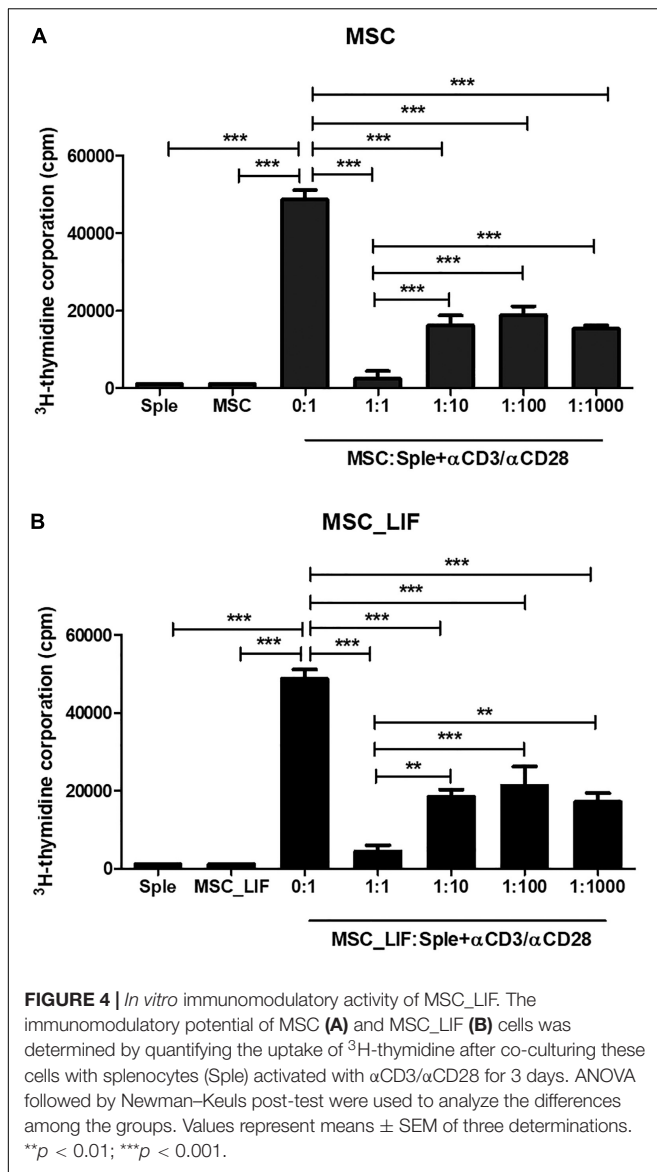 A
MSC
***
***
*** ***
*** ***
***
***
***
³H-thymidine corporation (cpm)
60000
40000
20000
0
Sple MSC 0:1 1:1 1:10 1:100 1:1000
MSC:Sple+αCD3/αCD28
B
MSC_LIF
***
***
*** ***
*** ***
**
***
**
³H-thymidine corporation (cpm)
60000
40000
20000
0
Sple MSC_LIF 0:1 1:1 1:10 1:100 1:1000
MSC_LIF:Sple+αCD3/αCD28
FIGURE 4 | In vitro immunomodulatory activity of MSC_LIF. The
immunomodulatory potential of MSC (A) and MSC_LIF (B) cells was
determined by quantifying the uptake of ³H-thymidine after co-culturing these
cells with splenocytes (Sple) activated with αCD3/αCD28 for 3 days. ANOVA
followed by Newman–Keuls post-test were used to analyze the differences
among the groups. Values represent means ± SEM of three determinations.
**p < 0.01; ***p < 0.001.